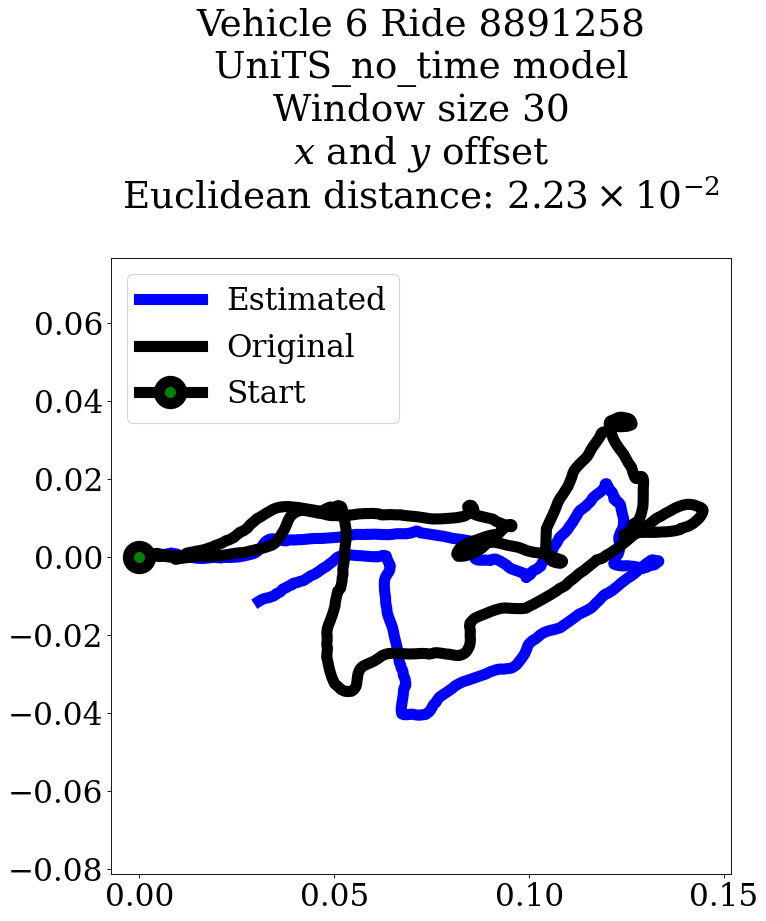 Vehicle 6 Ride 8891258
UniTS_no_time model
Window size 30
x and y offset
Euclidean distance: 2.23 × 10⁻²
Estimated
Original
Start
0.06
0.04
0.02
0.00
−0.02
−0.04
−0.06
−0.08
0.00 0.05 0.10 0.15